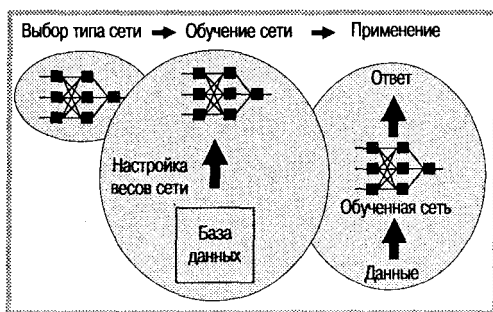 Выбор типа сети → Обучение сети → Применение
Ответ
Настройка
весов сети
Обученная сеть
База
данных
Данные